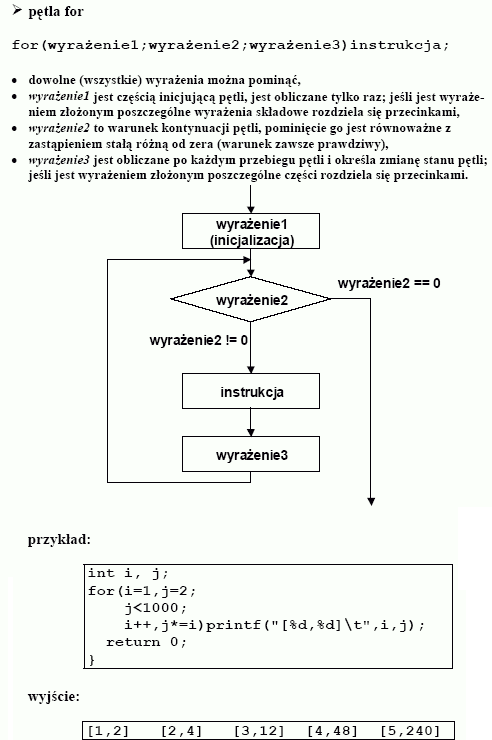 ➢ pętla for
for(wyrażenie1;wyrażenie2;wyrażenie3)instrukcja;
• dowolne (wszystkie) wyrażenia można pominąć,
• wyrażenie1 jest częścią inicjującą pętli, jest obliczane tylko raz; jeśli jest wyraże-
niem złożonym poszczególne wyrażenia składowe rozdziela się przecinkami,
• wyrażenie2 to warunek kontynuacji pętli, pominięcie go jest równoważne z
zastąpieniem stałą różną od zera (warunek zawsze prawdziwy),
• wyrażenie3 jest obliczane po każdym przebiegu pętli i określa zmianę stanu pętli;
jeśli jest wyrażeniem złożonym poszczególne części rozdziela się przecinkami.
wyrażenie1
(inicjalizacja)
wyrażenie2 == 0
wyrażenie2
wyrażenie2 != 0
instrukcja
wyrażenie3
przykład:
int i, j;
for(i=1,j=2;
j<1000;
i++,j*=i)printf("[%d,%d]\t",i,j);
return 0;
}
wyjście:
[1,2] [2,4] [3,12] [4,48] [5,240]